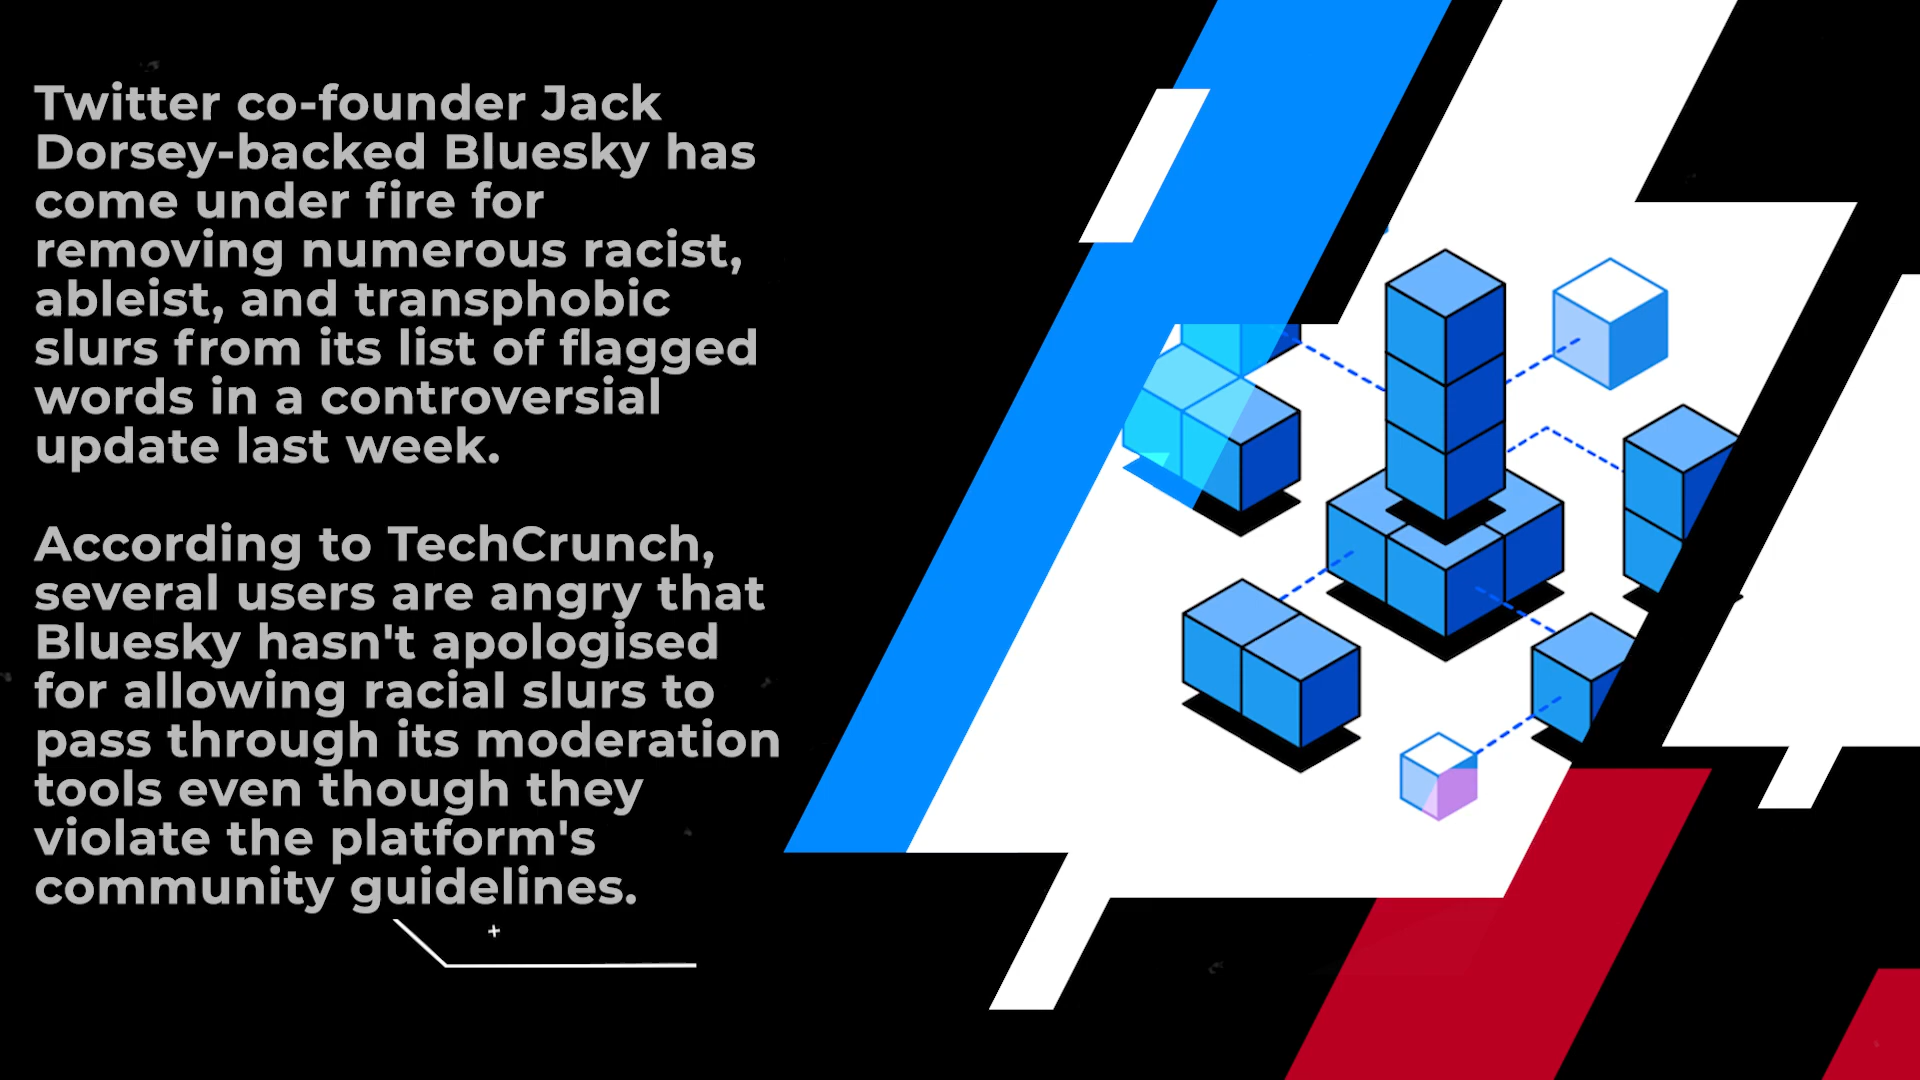 Twitter co-founder Jack
Dorsey-backed Bluesky has
come under fire for
removing numerous racist,
ableist, and transphobic
slurs from its list of flagged
words in a controversial
update last week.
According to TechCrunch,
several users are angry that
Bluesky hasn't apologised
for allowing racial slurs to
pass through its moderation
tools even though they
violate the platform's
community guidelines.